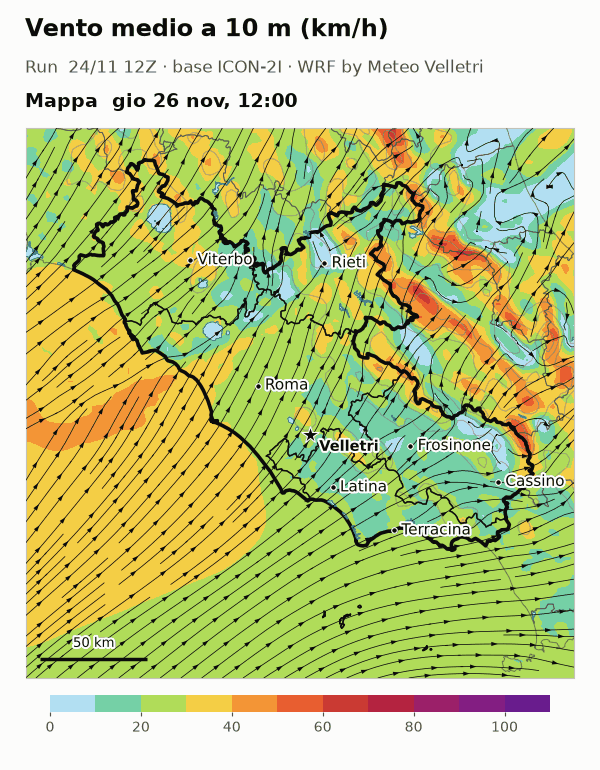 Vento medio a 10 m (km/h)
Run 24/11 12Z · base ICON-2I · WRF by Meteo Velletri
Mappa gio 26 nov, 12:00
Viterbo
Rieti
Roma
Velletri
Frosinone
Latina
Cassino
Terracina
50 km
0 20 40 60 80 100